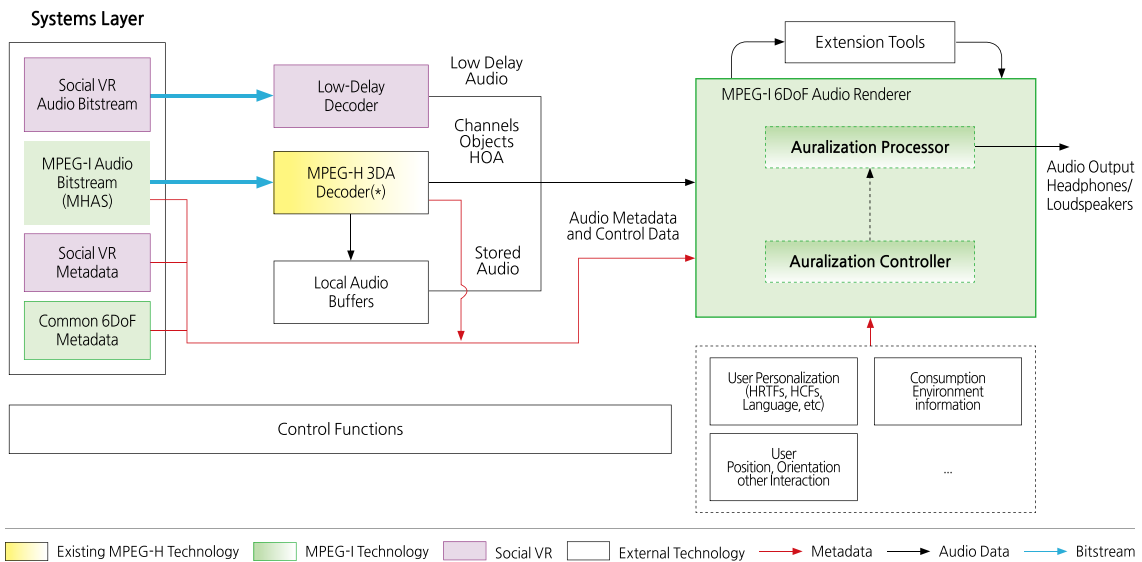 Systems Layer
Social VR
Audio Bitstream
MPEG-I Audio
Bitstream
(MHAS)
Social VR
Metadata
Common 6DoF
Metadata
Low-Delay
Decoder
MPEG-H 3DA
Decoder(*)
Local Audio
Buffers
Low Delay
Audio
Channels
Objects
HOA
Stored
Audio
Audio Metadata
and Control Data
Extension Tools
MPEG-I 6DoF Audio Renderer
Auralization Processor
Auralization Controller
Audio Output
Headphones/
Loudspeakers
User Personalization
(HRTFs, HCFs,
Language, etc)
Consumption
Environment
information
User
Position, Orientation
other Interaction
...
Control Functions
Existing MPEG-H Technology
MPEG-I Technology
Social VR
External Technology
Metadata
Audio Data
Bitstream